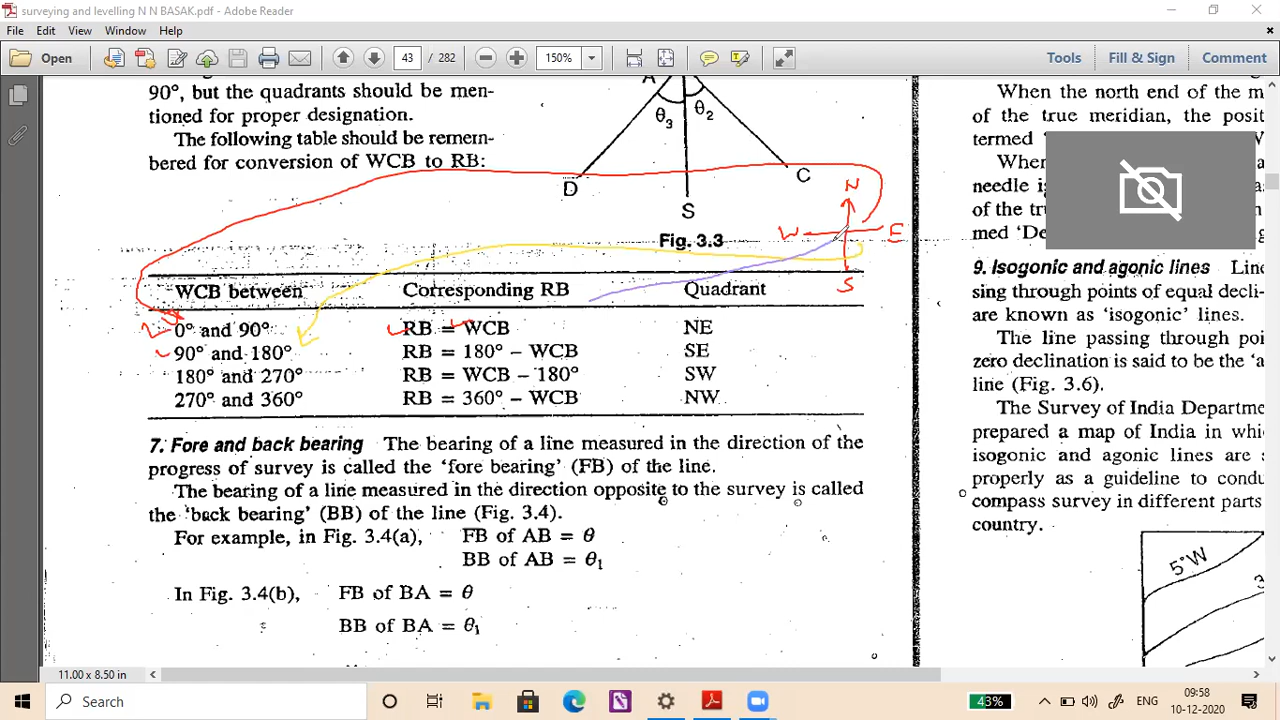 surveying and levelling N N BASAK.pdf - Adobe Reader
File Edit View Window Help
Open 43 / 282 150% Tools Fill & Sign Comment
90°, but the quadrants should be men-
tioned for proper designation.
The following table should be remem-
bered for conversion of WCB to RB:
A
θ3 θ2
D C
S
Fig. 3.3
N
W E
S
WCB between Corresponding RB Quadrant
0° and 90° RB = WCB NE
90° and 180° RB = 180° – WCB SE
180° and 270° RB = WCB – 180° SW
270° and 360° RB = 360° – WCB NW
7. Fore and back bearing The bearing of a line measured in the direction of the
progress of survey is called the 'fore bearing' (FB) of the line.
The bearing of a line measured in the direction opposite to the survey is called
the 'back bearing' (BB) of the line (Fig. 3.4).
For example, in Fig. 3.4(a), FB of AB = θ
BB of AB = θ1
In Fig. 3.4(b), FB of BA = θ
BB of BA = θ1
When the north end of the m
of the true meridian, the posit
termed
Whe
needle i
of the tru
med 'De
9. Isogonic and agonic lines Line
sing through points of equal decli-
are known as 'isogonic' lines.
The line passing through poi
zero declination is said to be the 'a
line (Fig. 3.6).
The Survey of India Departme
prepared a map of India in whic
isogonic and agonic lines are s
properly as a guideline to condu
compass survey in different parts
country.
5°W
11.00 x 8.50 in
Search 43% ENG 09:58
10-12-2020